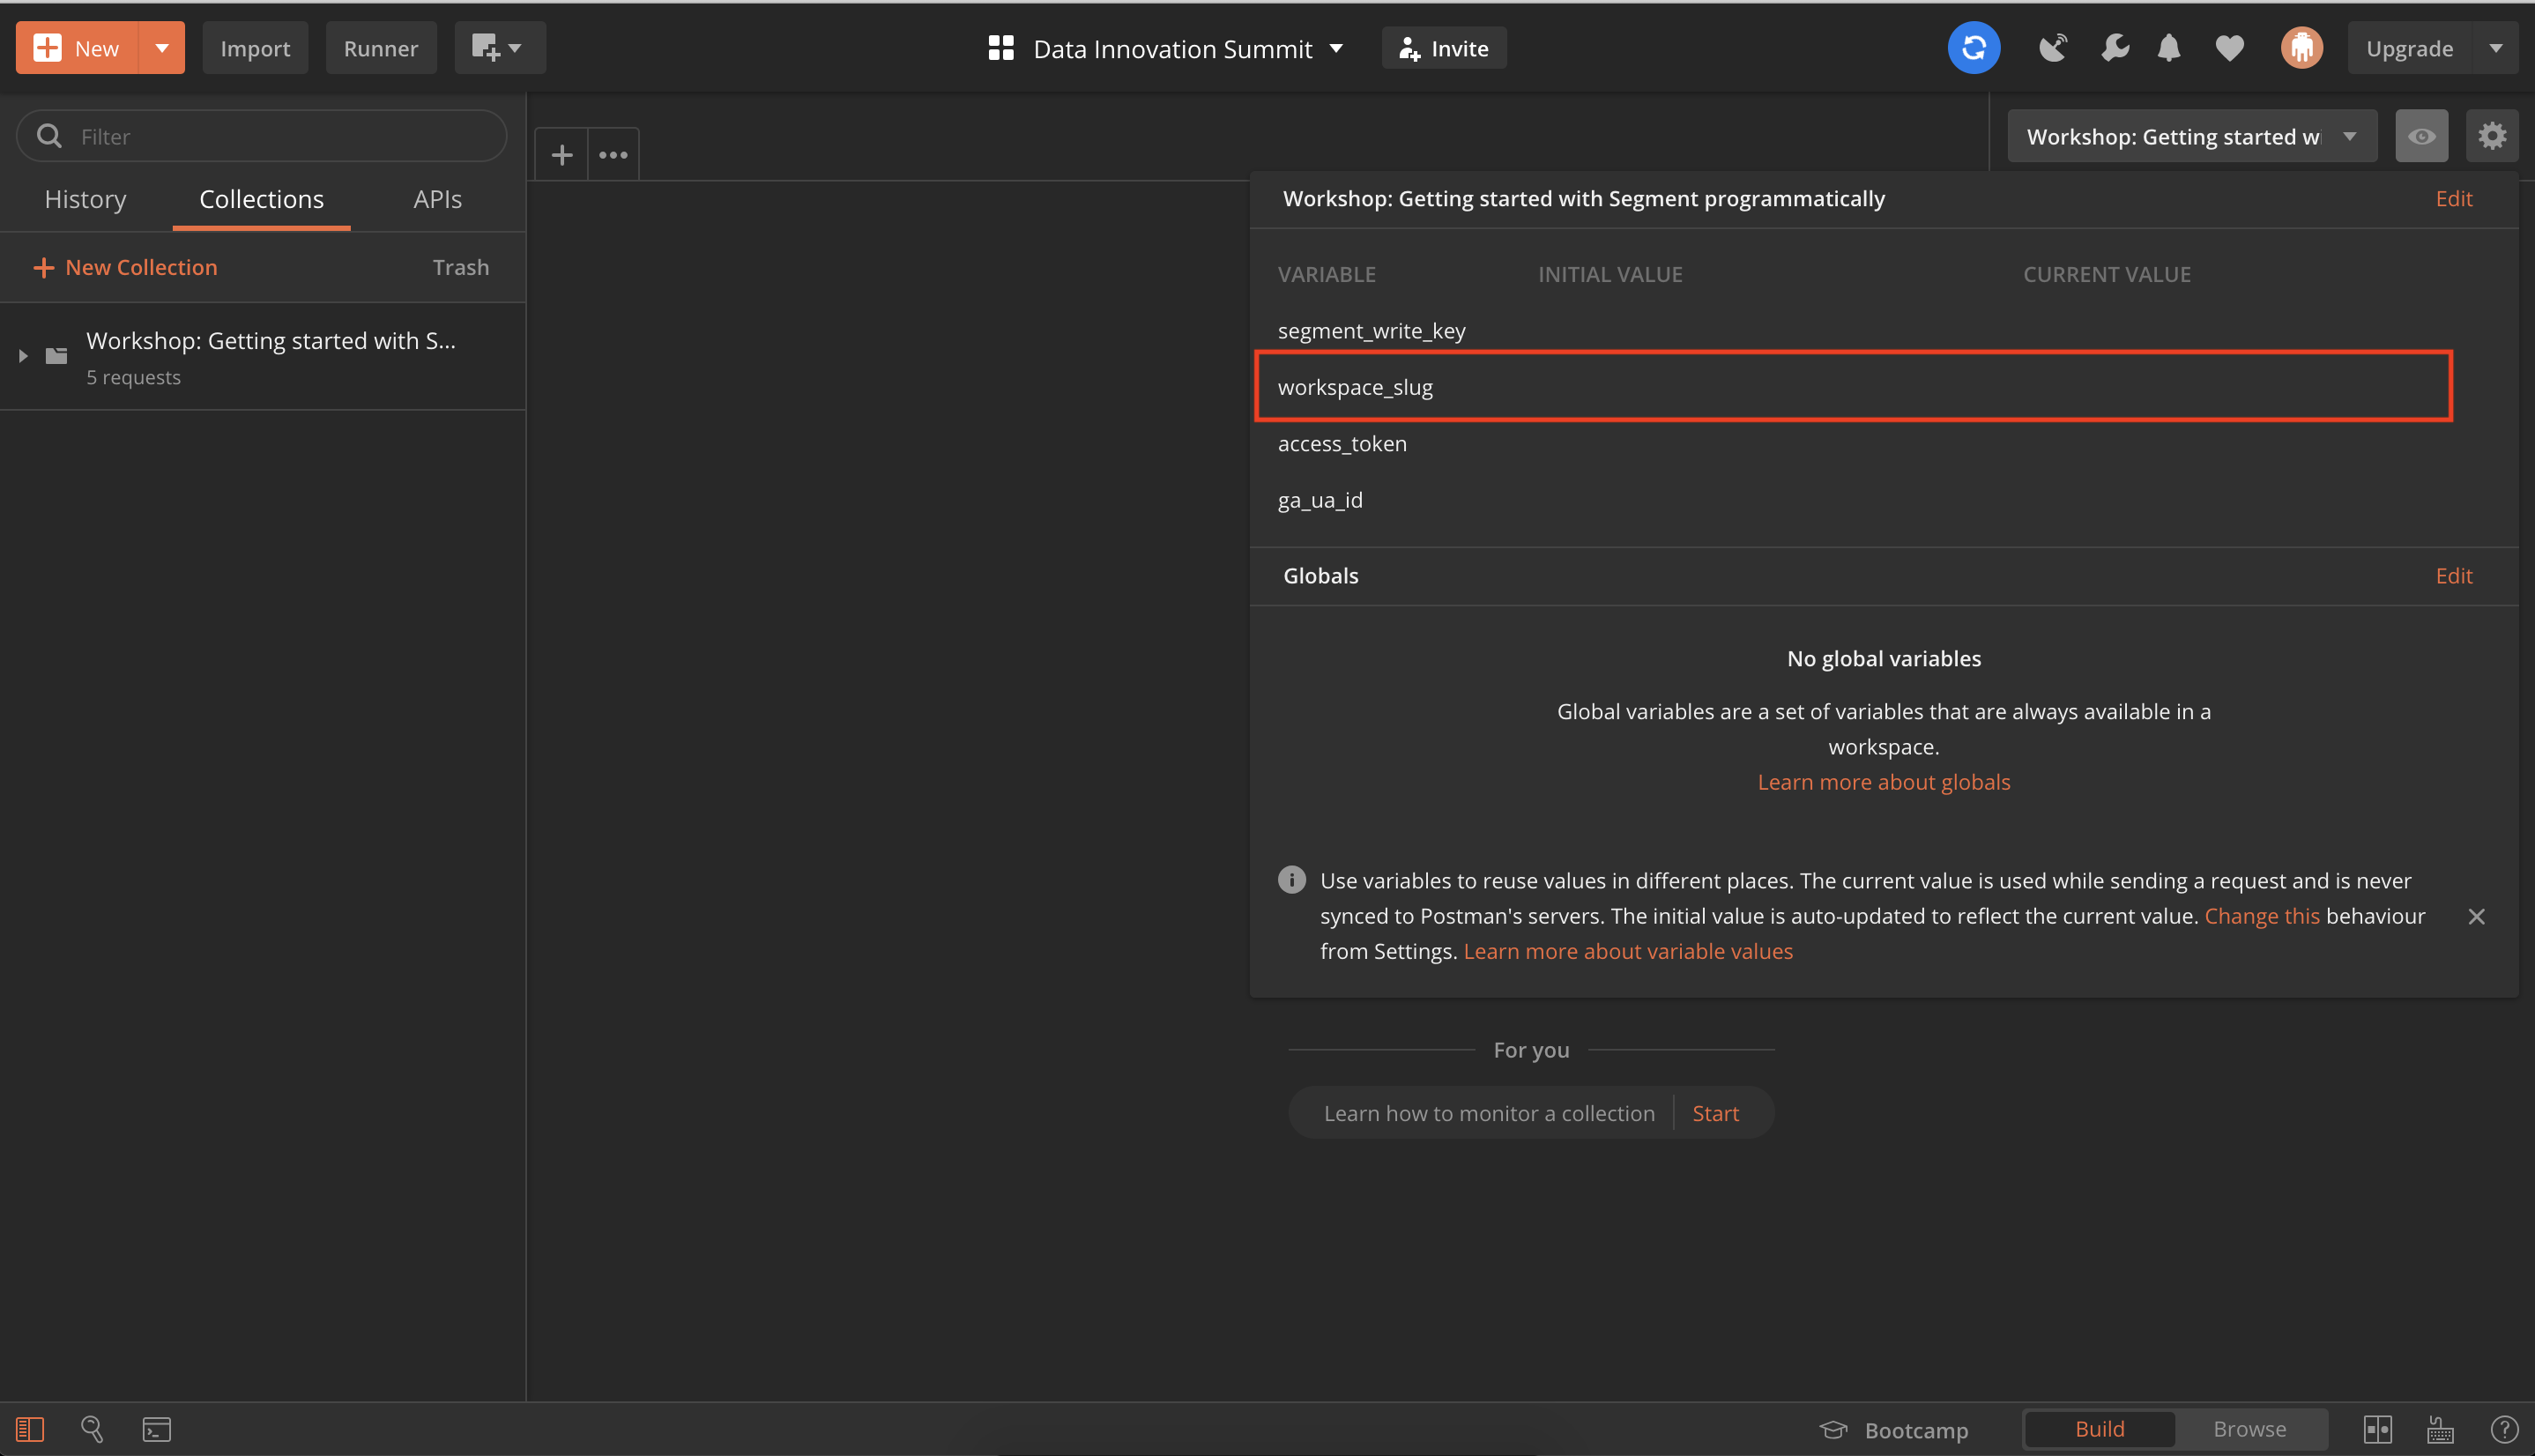 New
Import
Runner
Data Innovation Summit
Invite
Upgrade
Filter
History
Collections
APIs
New Collection
Trash
Workshop: Getting started with S...
5 requests
Workshop: Getting started wi
Workshop: Getting started with Segment programmatically
Edit
VARIABLE
INITIAL VALUE
CURRENT VALUE
segment_write_key
workspace_slug
access_token
ga_ua_id
Globals
Edit
No global variables
Global variables are a set of variables that are always available in a
workspace.
Learn more about globals
Use variables to reuse values in different places. The current value is used while sending a request and is never
synced to Postman's servers. The initial value is auto-updated to reflect the current value. Change this behaviour
from Settings. Learn more about variable values
For you
Learn how to monitor a collection
Start
Bootcamp
Build
Browse